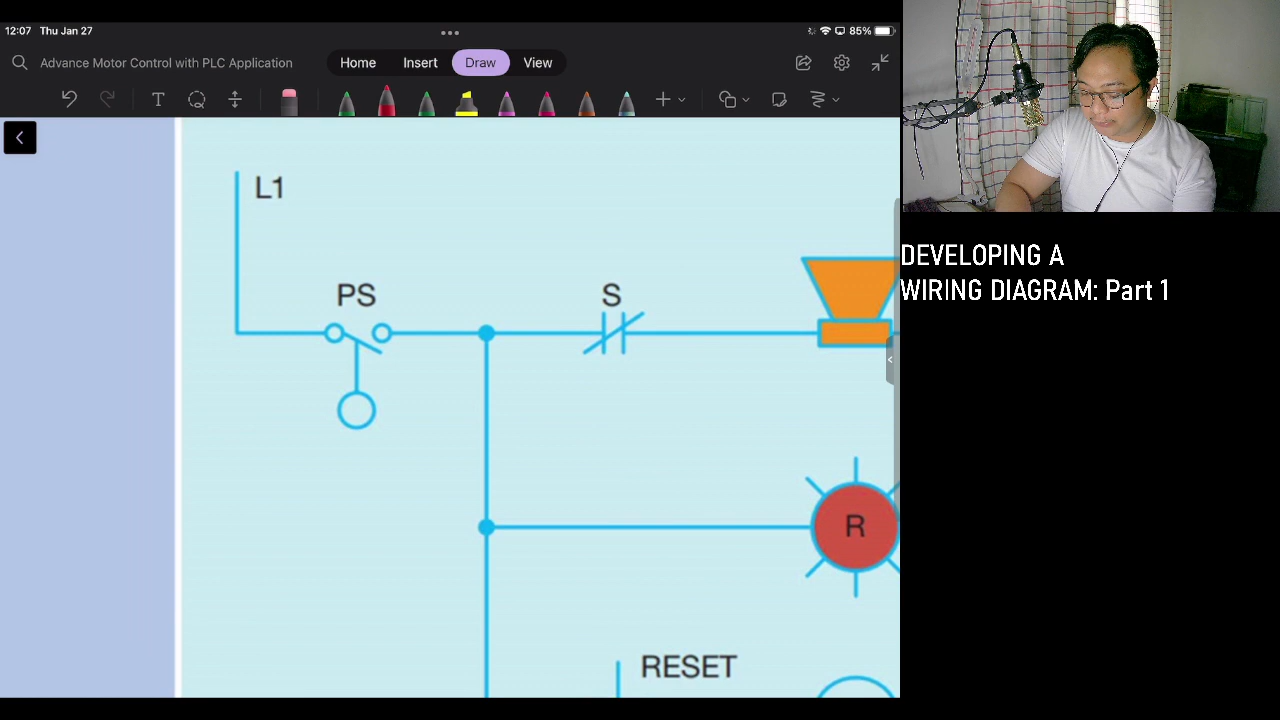 12:07 Thu Jan 27
85%
Advance Motor Control with PLC Application
Home Insert Draw View
T
L1
PS
S
R
RESET
DEVELOPING A
WIRING DIAGRAM: Part 1